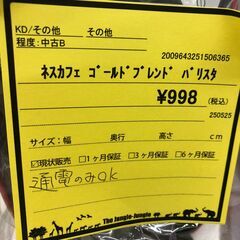 KD/その他 その他
程度:中古B
2009643251506365
ﾈｽｶﾌｪ ｺﾞｰﾙﾄﾞﾌﾞﾚﾝﾄﾞ ﾊﾞﾘｽﾀ
¥998(税込)
250525
サイズ:幅 奥行 高さ cm
☑現状販売 □1ヶ月保証 □3ヶ月保証 □6ヶ月保証
通電のみOK
The Jungle-Jungle